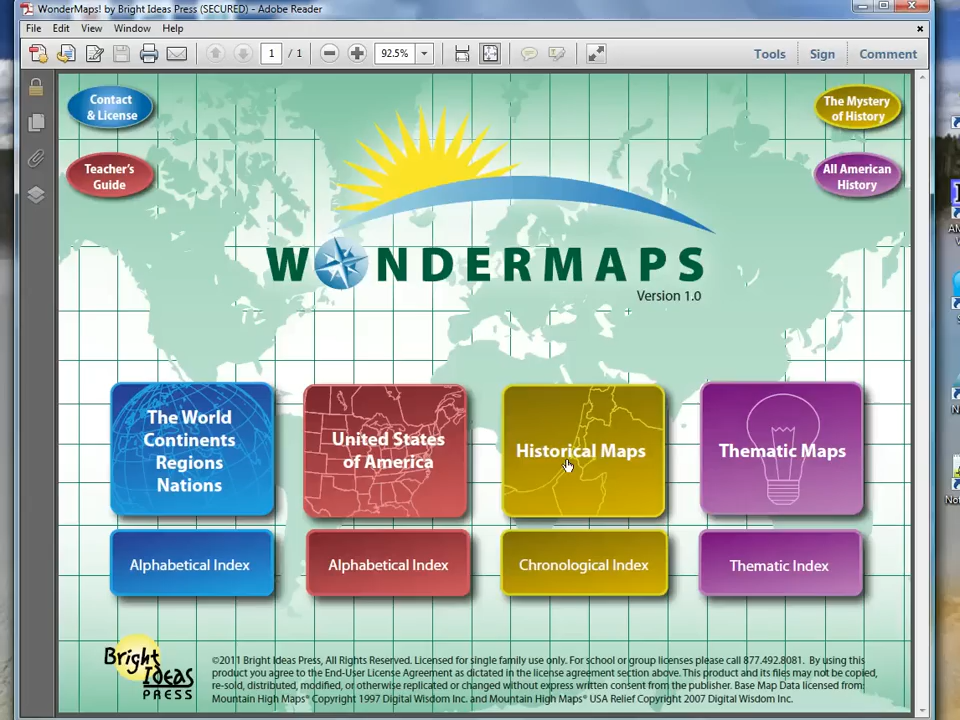 WonderMaps! by Bright Ideas Press (SECURED) - Adobe Reader
File Edit View Window Help
1 / 1 92.5% Tools Sign Comment
Contact
& License
The Mystery
of History
Teacher's
Guide
All American
History
WONDERMAPS
Version 1.0
The World
Continents
Regions
Nations
United States
of America
Historical Maps
Thematic Maps
Alphabetical Index
Alphabetical Index
Chronological Index
Thematic Index
Bright
Ideas
PRESS
©2011 Bright Ideas Press, All Rights Reserved. Licensed for single family use only. For school or group licenses please call 877.492.8081. By using this
product you agree to the End-User License Agreement as dictated in the license agreement section above. This product and its files may not be copied,
re-sold, distributed, modified, or otherwise replicated or changed without express written consent from the publisher. Base Map Data licensed from:
Mountain High Maps® Copyright 1997 Digital Wisdom Inc. and Mountain High Maps® USA Relief Copyright 2007 Digital Wisdom Inc.